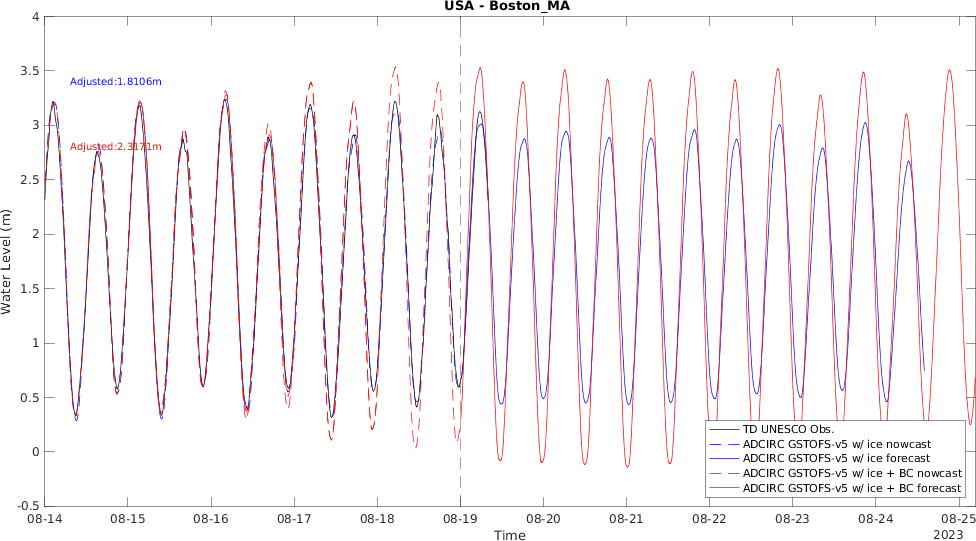 USA - Boston_MA
4
3.5
3
2.5
2
1.5
1
0.5
0
-0.5
Water Level (m)
Adjusted:1.8106m
Adjusted:2.3171m
TD UNESCO Obs.
ADCIRC GSTOFS-v5 w/ ice nowcast
ADCIRC GSTOFS-v5 w/ ice forecast
ADCIRC GSTOFS-v5 w/ ice + BC nowcast
ADCIRC GSTOFS-v5 w/ ice + BC forecast
08-14 08-15 08-16 08-17 08-18 08-19 08-20 08-21 08-22 08-23 08-24 08-25
Time
2023